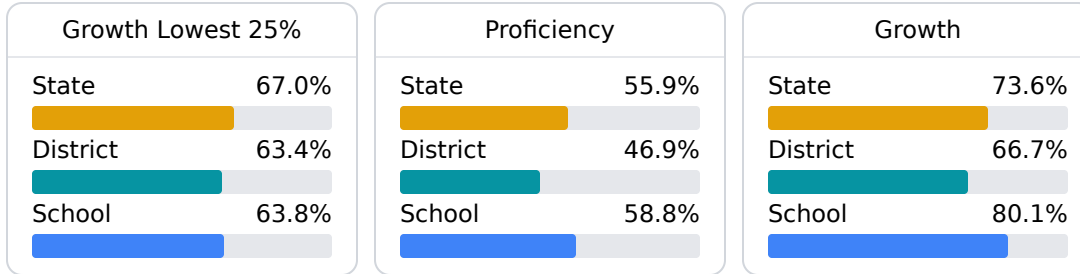 Growth Lowest 25%
State 67.0%
District 63.4%
School 63.8%
Proficiency
State 55.9%
District 46.9%
School 58.8%
Growth
State 73.6%
District 66.7%
School 80.1%